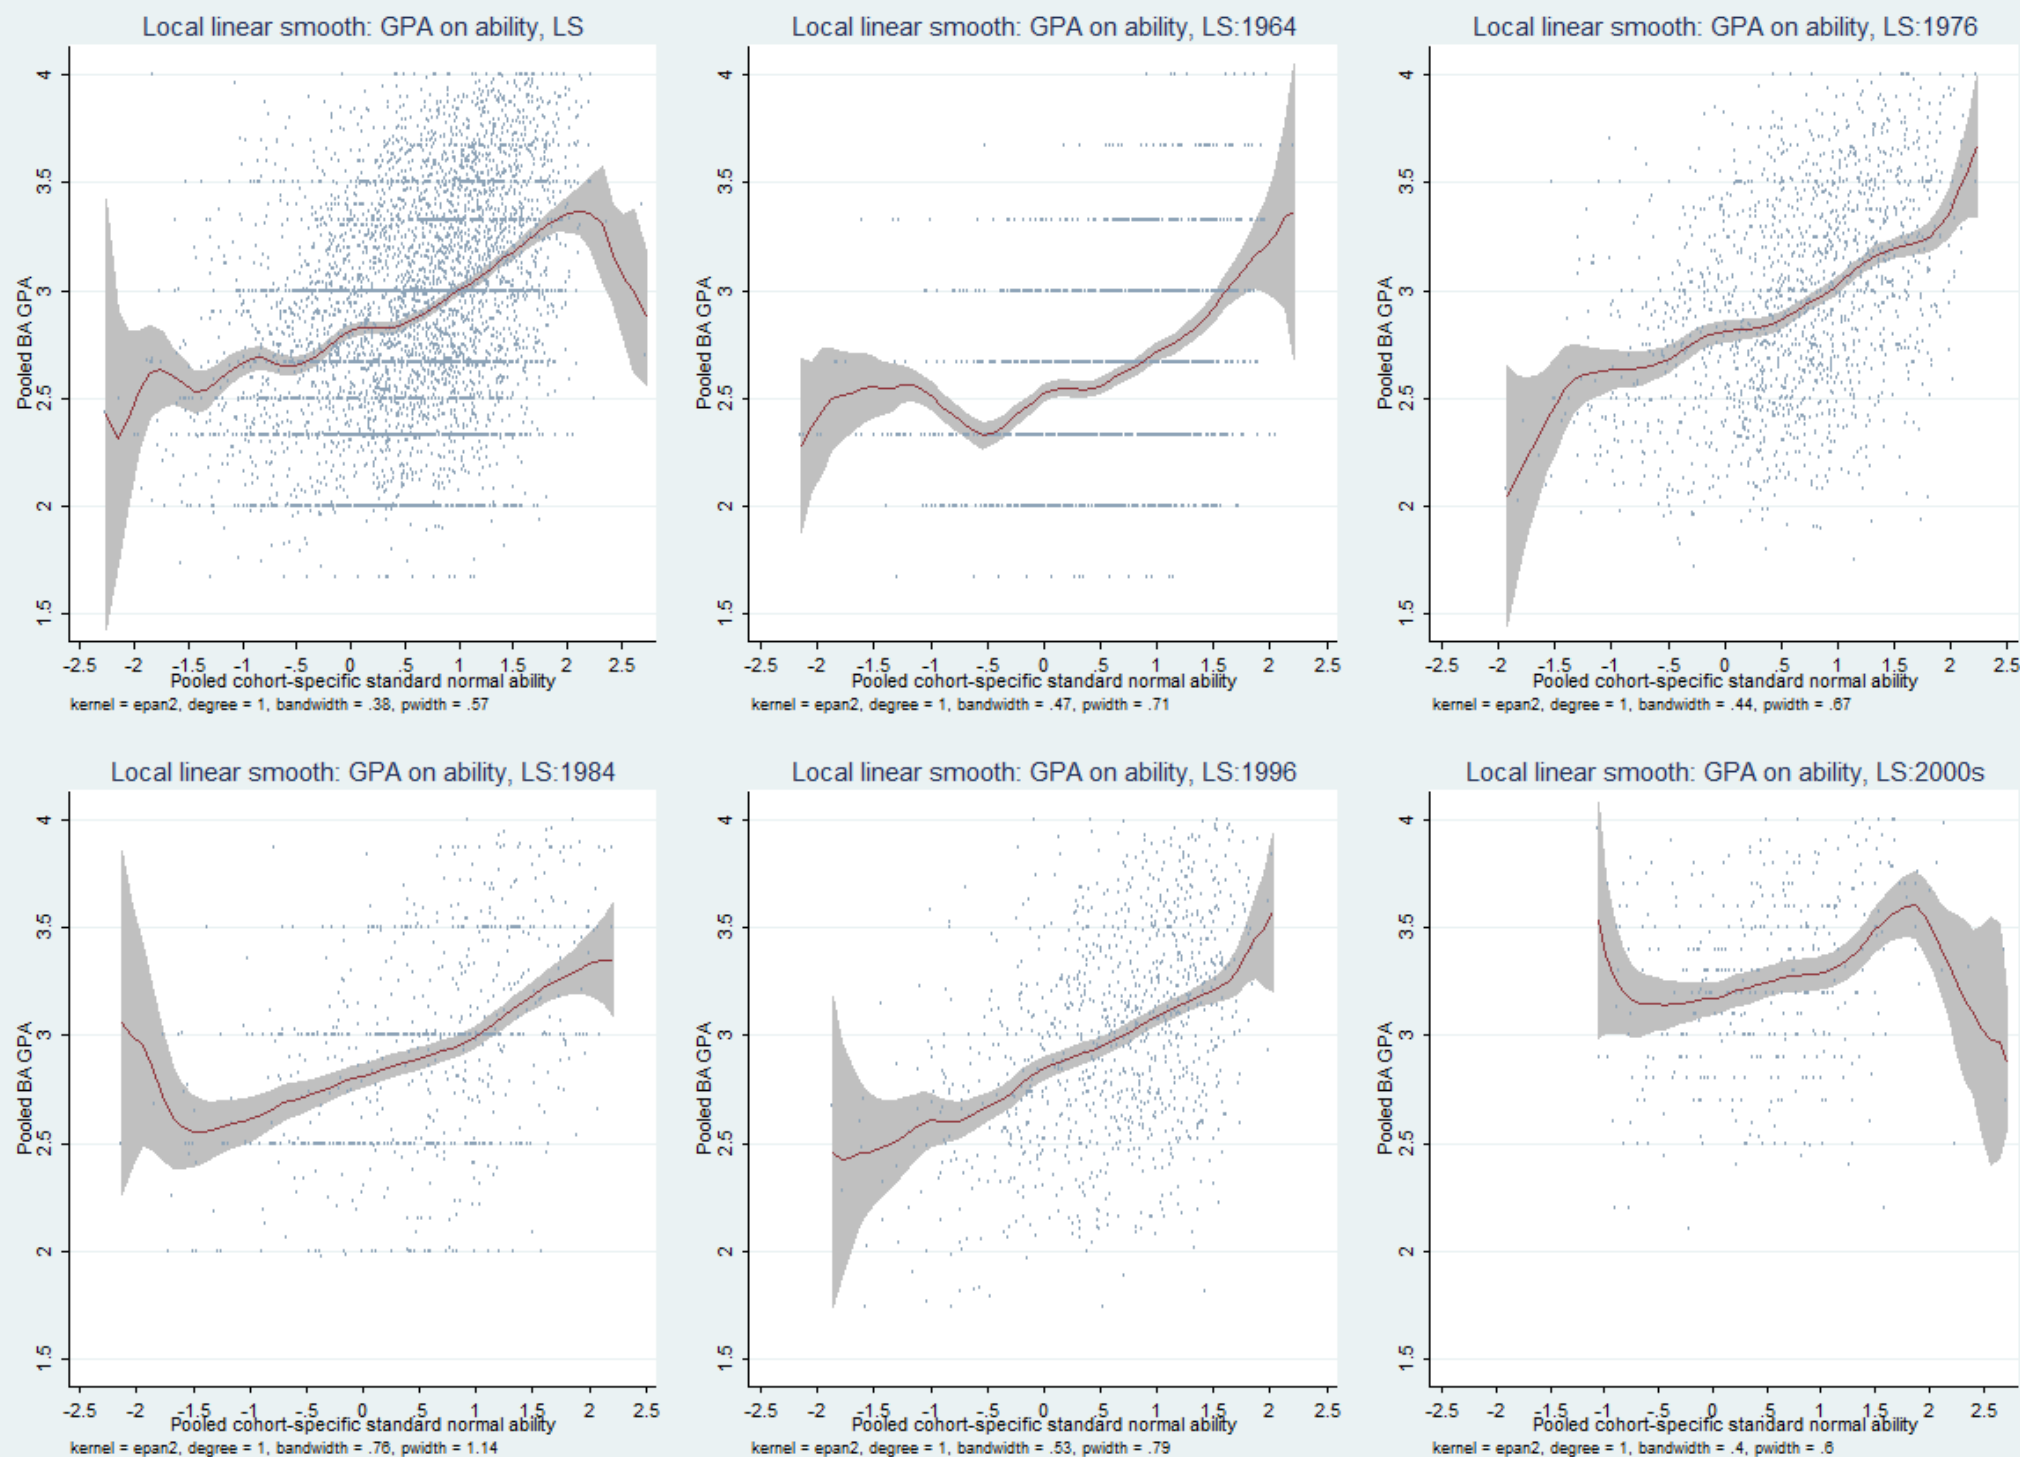 Local linear smooth: GPA on ability, LS
Pooled BA GPA
4
3.5
3
2.5
2
1.5
-2.5 -2 -1.5 -1 -.5 0 .5 1 1.5 2 2.5
Pooled cohort-specific standard normal ability
kernel = epan2, degree = 1, bandwidth = .38, pwidth = .57
Local linear smooth: GPA on ability, LS:1964
Pooled BA GPA
4
3.5
3
2.5
2
1.5
-2.5 -2 -1.5 -1 -.5 0 .5 1 1.5 2 2.5
Pooled cohort-specific standard normal ability
kernel = epan2, degree = 1, bandwidth = .47, pwidth = .71
Local linear smooth: GPA on ability, LS:1976
Pooled BA GPA
4
3.5
3
2.5
2
1.5
-2.5 -2 -1.5 -1 -.5 0 .5 1 1.5 2 2.5
Pooled cohort-specific standard normal ability
kernel = epan2, degree = 1, bandwidth = .44, pwidth = .67
Local linear smooth: GPA on ability, LS:1984
Pooled BA GPA
4
3.5
3
2.5
2
1.5
-2.5 -2 -1.5 -1 -.5 0 .5 1 1.5 2 2.5
Pooled cohort-specific standard normal ability
kernel = epan2, degree = 1, bandwidth = .76, pwidth = 1.14
Local linear smooth: GPA on ability, LS:1996
Pooled BA GPA
4
3.5
3
2.5
2
1.5
-2.5 -2 -1.5 -1 -.5 0 .5 1 1.5 2 2.5
Pooled cohort-specific standard normal ability
kernel = epan2, degree = 1, bandwidth = .53, pwidth = .79
Local linear smooth: GPA on ability, LS:2000s
Pooled BA GPA
4
3.5
3
2.5
2
1.5
-2.5 -2 -1.5 -1 -.5 0 .5 1 1.5 2 2.5
Pooled cohort-specific standard normal ability
kernel = epan2, degree = 1, bandwidth = .4, pwidth = .6